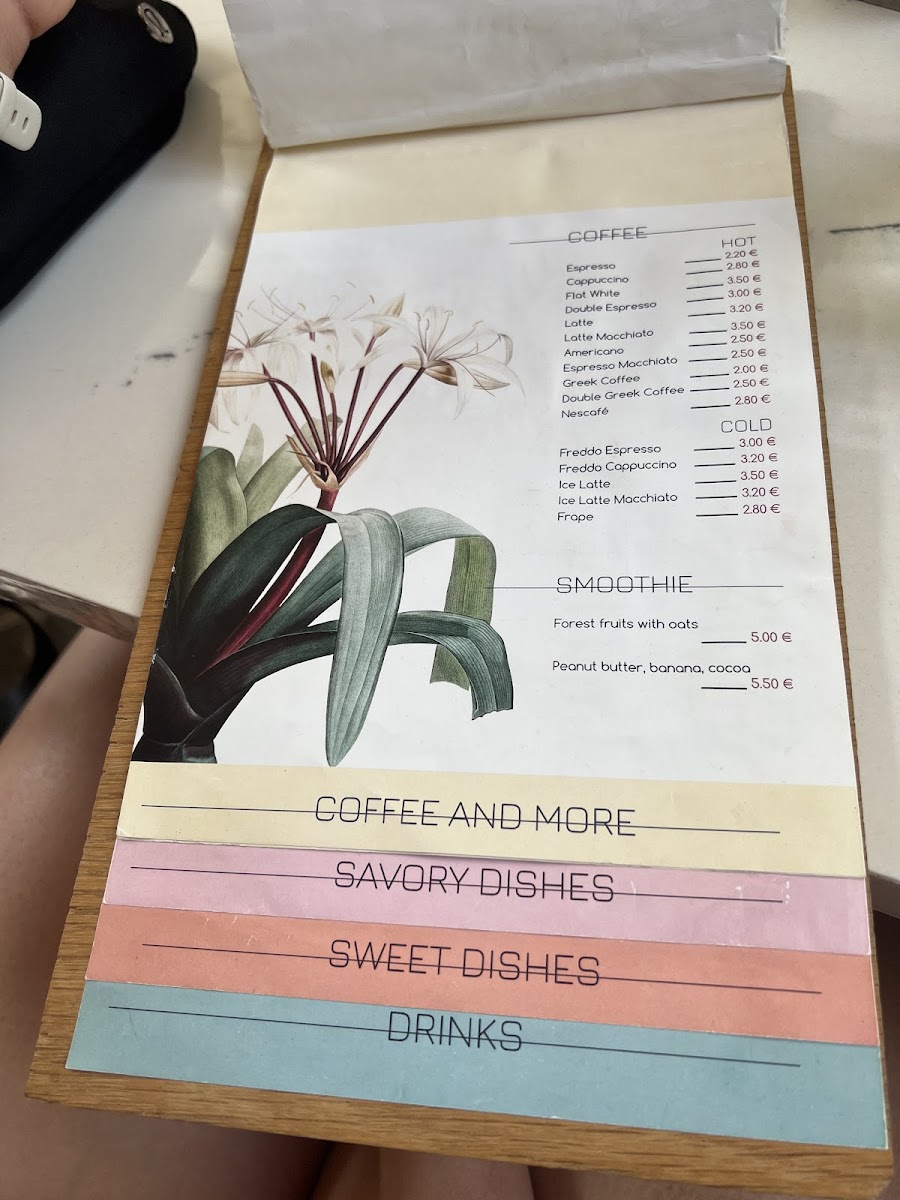 COFFEE
HOT
Espresso 2.20 €
Cappuccino 2.80 €
Flat White 3.50 €
Double Espresso 3.00 €
Latte 3.20 €
Latte Macchiato 3.50 €
Americano 2.50 €
Espresso Macchiato 2.50 €
Greek Coffee 2.00 €
Double Greek Coffee 2.50 €
Nescafé 2.80 €
COLD
Freddo Espresso 3.00 €
Freddo Cappuccino 3.20 €
Ice Latte 3.50 €
Ice Latte Macchiato 3.20 €
Frape 2.80 €
SMOOTHIE
Forest fruits with oats
5.00 €
Peanut butter, banana, cocoa
5.50 €
COFFEE AND MORE
SAVORY DISHES
SWEET DISHES
DRINKS